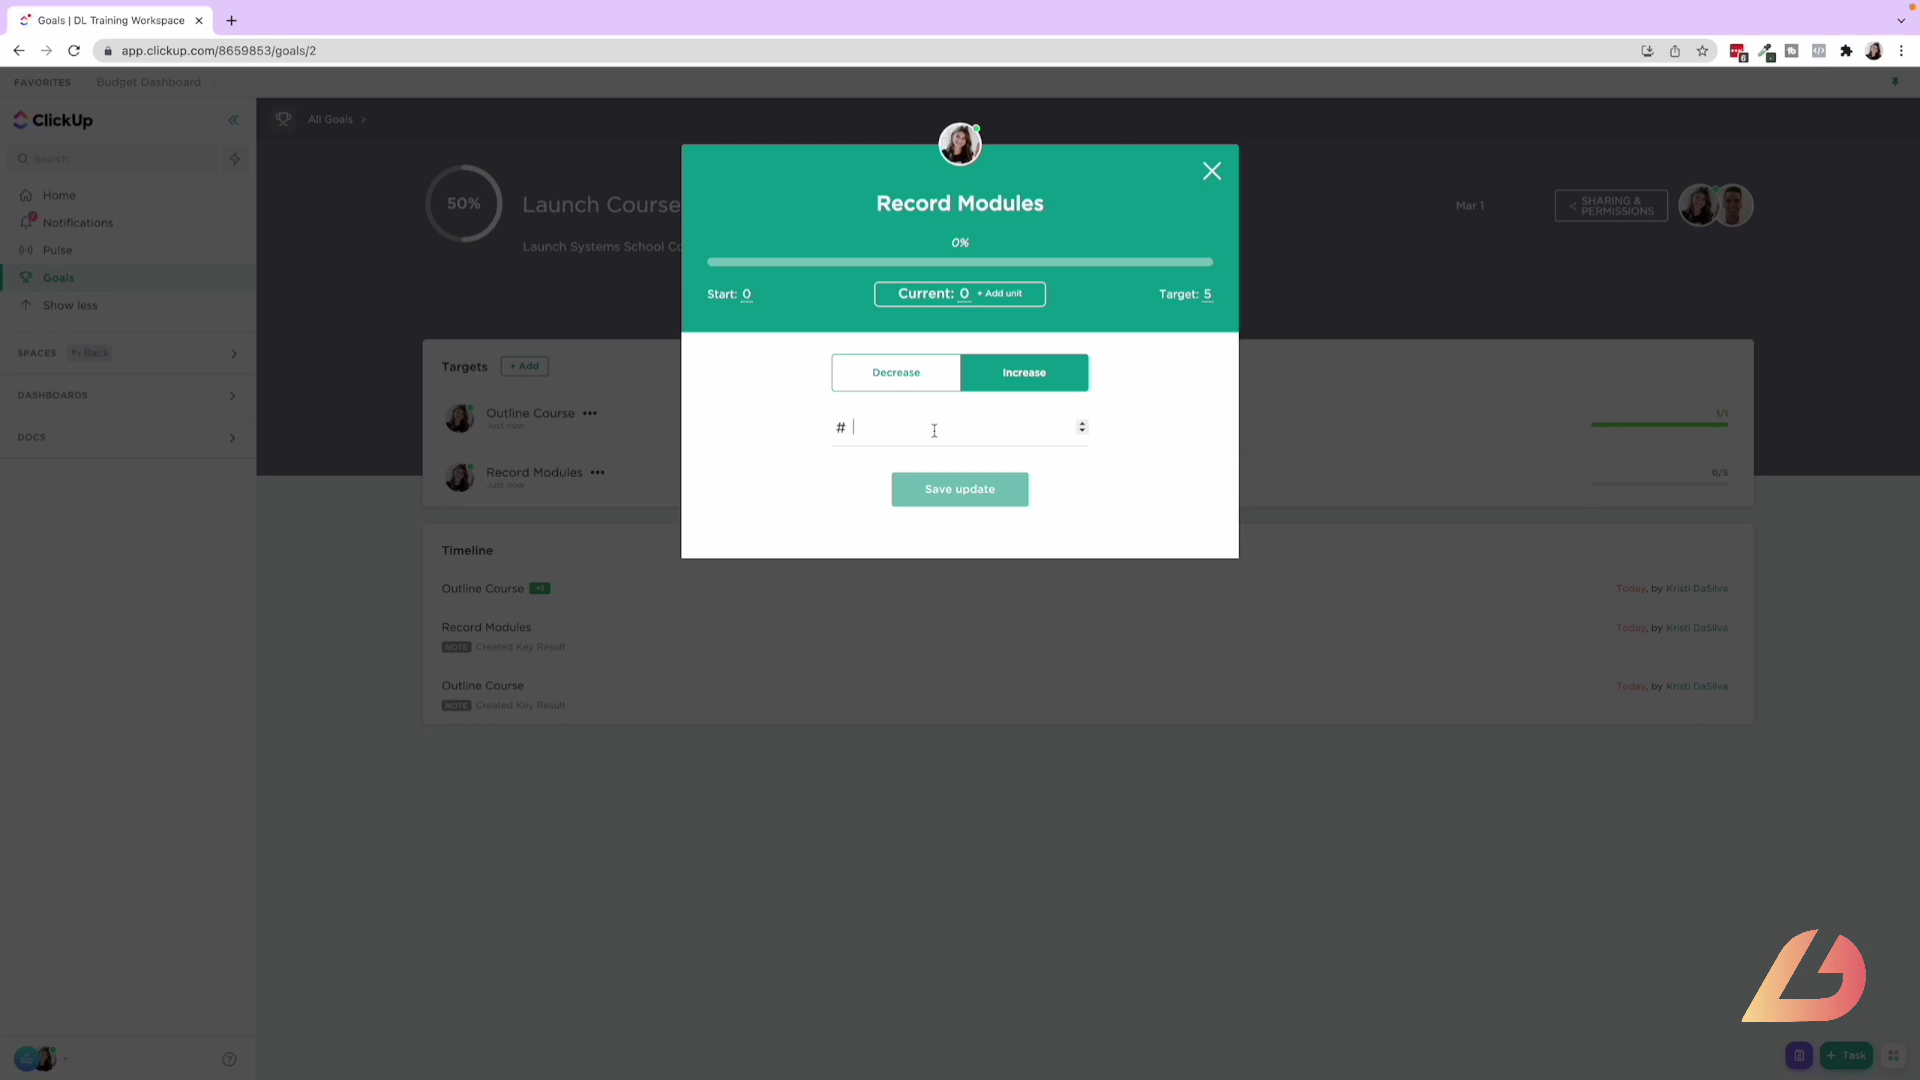 Goals | DL Training Workspace
app.clickup.com/8659853/goals/2
6
FAVORITES
Budget Dashboard
ClickUp
Search
Home
Notifications
Pulse
Goals
Show less
SPACES
Back
DASHBOARDS
DOCS
All Goals
50%
Launch Course
Launch Systems School Co
Mar 1
SHARING &
PERMISSIONS
Record Modules
0%
Start: 0
Current: 0 + Add unit
Target: 5
Decrease
Increase
#
Save update
Targets
+ Add
Outline Course
Just now
1/1
Record Modules
Just now
0/5
Timeline
Outline Course +1
Today, by Kristi DaSilva
Record Modules
Today, by Kristi DaSilva
NOTE Created Key Result
Outline Course
Today, by Kristi DaSilva
NOTE Created Key Result
+ Task